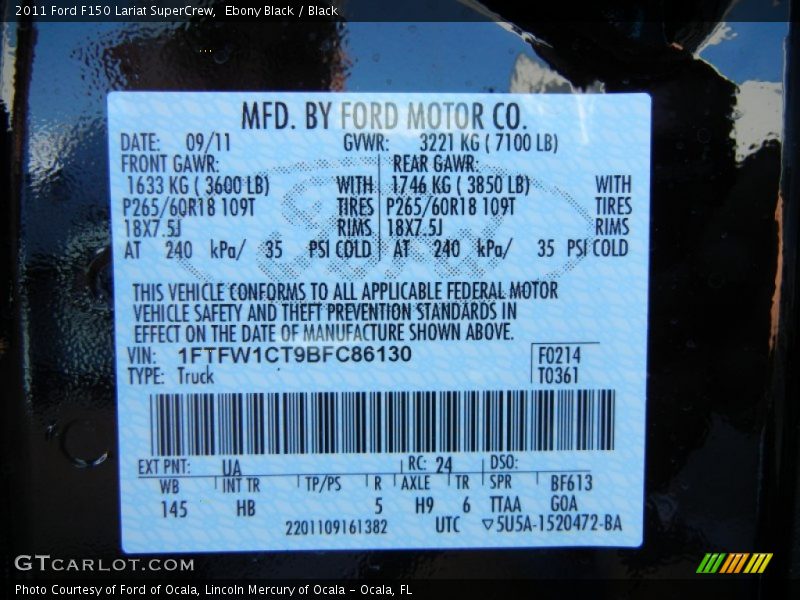 2011 Ford F150 Lariat SuperCrew,  Ebony Black / Black
MFD. BY FORD MOTOR CO.
DATE: 09/11 GVWR: 3221 KG ( 7100 LB)
FRONT GAWR: REAR GAWR:
1633 KG ( 3600 LB) WITH 1746 KG ( 3850 LB) WITH
P265/60R18 109T TIRES P265/60R18 109T TIRES
18X7.5J RIMS 18X7.5J RIMS
AT 240 kPa/ 35 PSI COLD AT 240 kPa/ 35 PSI COLD
THIS VEHICLE CONFORMS TO ALL APPLICABLE FEDERAL MOTOR
VEHICLE SAFETY AND THEFT PREVENTION STANDARDS IN
EFFECT ON THE DATE OF MANUFACTURE SHOWN ABOVE.
VIN: 1FTFW1CT9BFC86130 F0214
TYPE: Truck T0361
EXT PNT: UA RC: 24 DSO:
WB INT TR TP/PS R AXLE TR SPR BF613
145 HB 5 H9 6 TTAA GOA
2201109161382 UTC ▽5U5A-1520472-BA
GTCARLOT.COM
Photo Courtesy of Ford of Ocala, Lincoln Mercury of Ocala - Ocala, FL